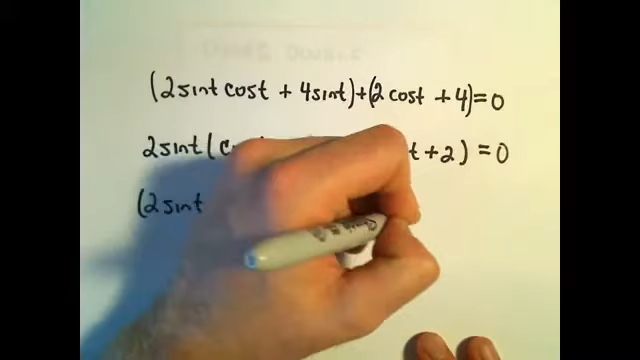 (2sint cost + 4sint)+(2cost + 4)=0
2sint(c t + 2) = 0
(2sint